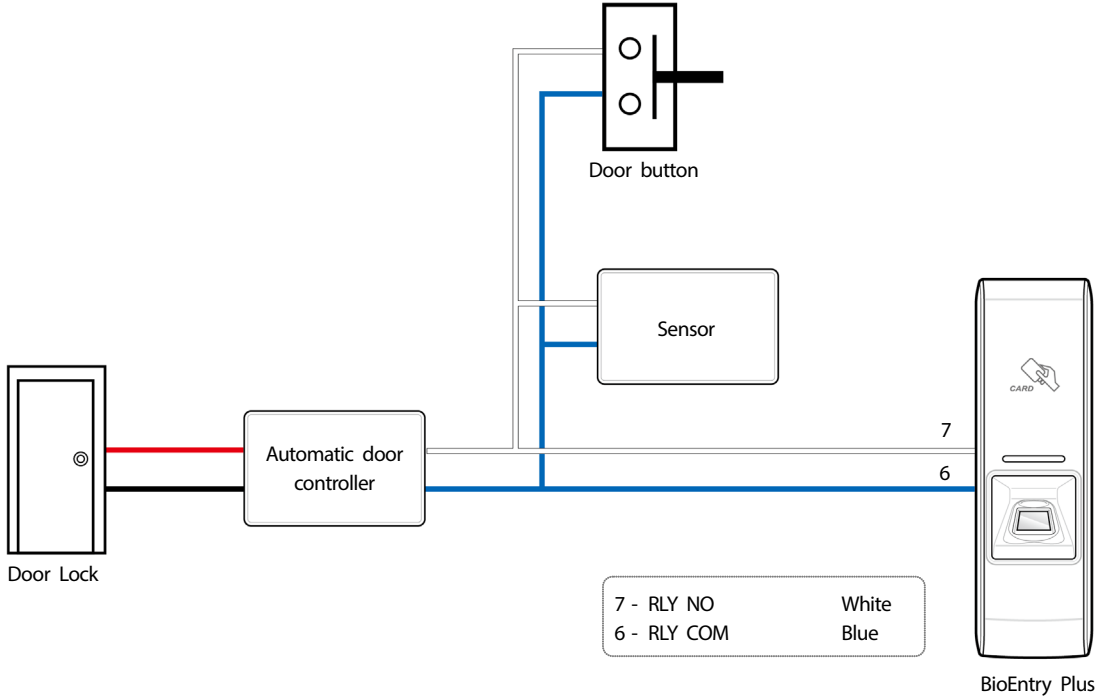 Door button
Sensor
CARD
7
6
Automatic door
controller
Door Lock
7 - RLY NO White
6 - RLY COM Blue
BioEntry Plus